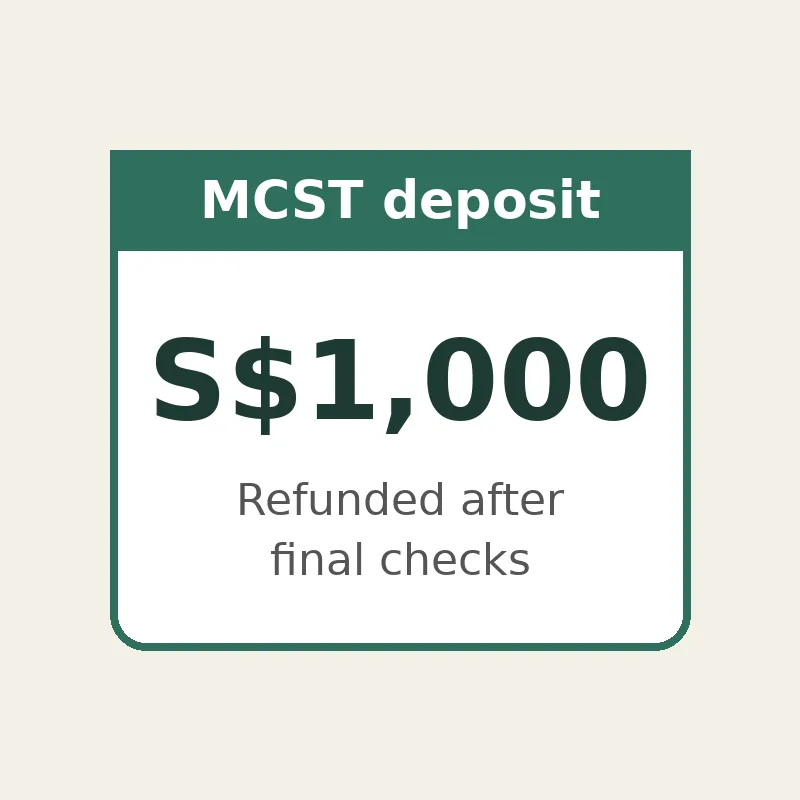 MCST deposit
S$1,000
Refunded after
final checks